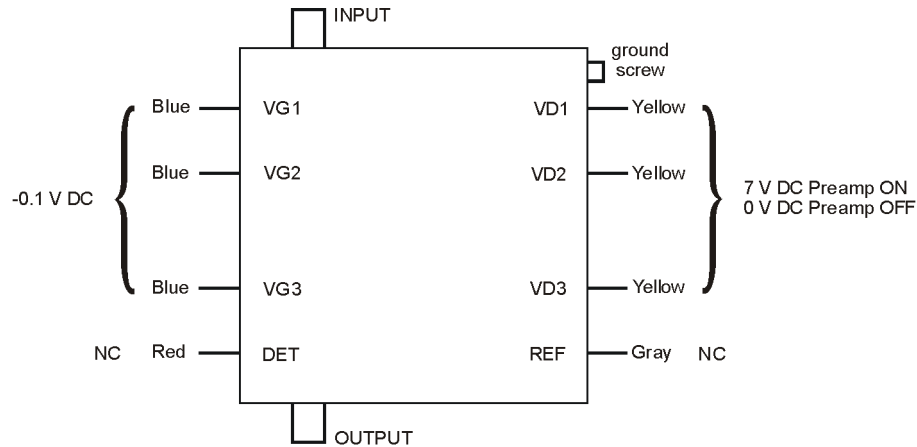 INPUT
ground
screw
Blue VG1 VD1 Yellow
Blue VG2 VD2 Yellow
-0.1 V DC
7 V DC Preamp ON
0 V DC Preamp OFF
Blue VG3 VD3 Yellow
NC Red DET REF Gray NC
OUTPUT